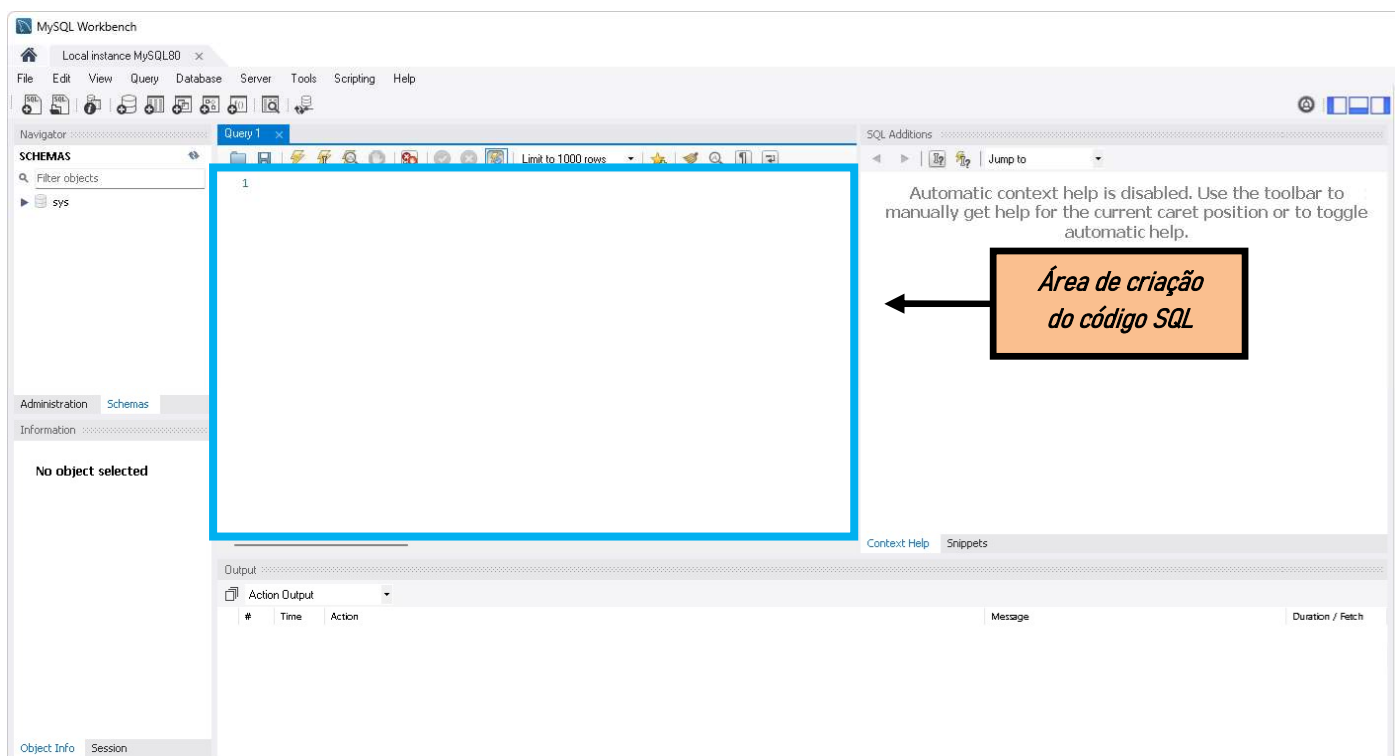 MySQL Workbench
Local instance MySQL80
File Edit View Query Database Server Tools Scripting Help
Navigator
SCHEMAS
Filter objects
sys
Administration Schemas
Information
No object selected
Object Info Session
Query 1
Limit to 1000 rows
1
SQL Additions
Jump to
Automatic context help is disabled. Use the toolbar to
manually get help for the current caret position or to toggle
automatic help.
Área de criação
do código SQL
Context Help Snippets
Output
Action Output
# Time Action Message Duration / Fetch